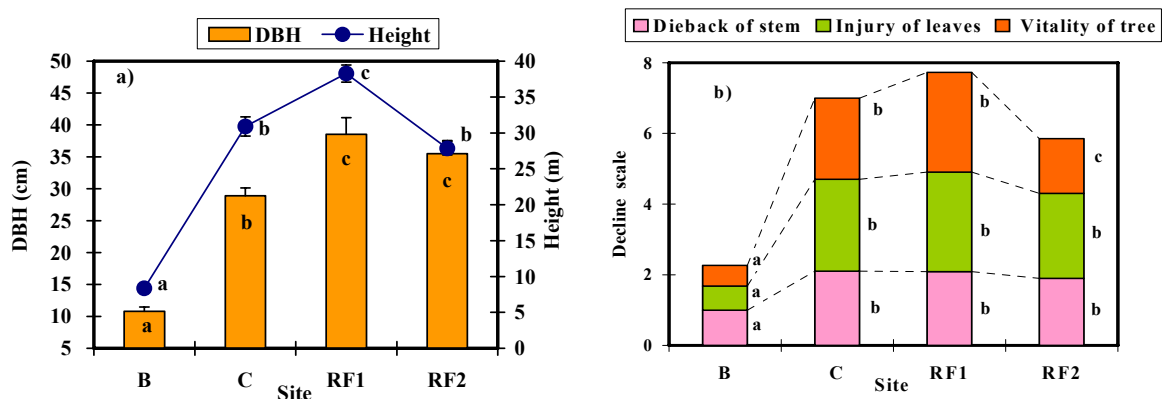 DBH Height
a)
DBH (cm)
50
45
40
35
30
25
20
15
10
5
40
35
30
25
20
15
10
5
0
Height (m)
a
b
c
b
a
b
c
c
B C RF1 RF2
Site
Dieback of stem Injury of leaves Vitality of tree
b)
Decline scale
8
6
4
2
0
a
b
b
c
a
b
b
b
a
b
b
b
B C RF1 RF2
Site